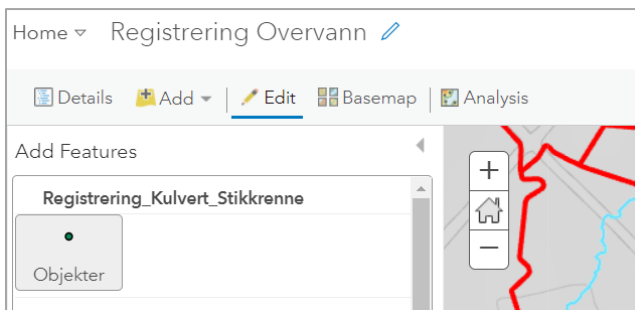 Home Registrering Overvann
Details Add Edit Basemap Analysis
Add Features
Registrering_Kulvert_Stikkrenne
Objekter
+
−